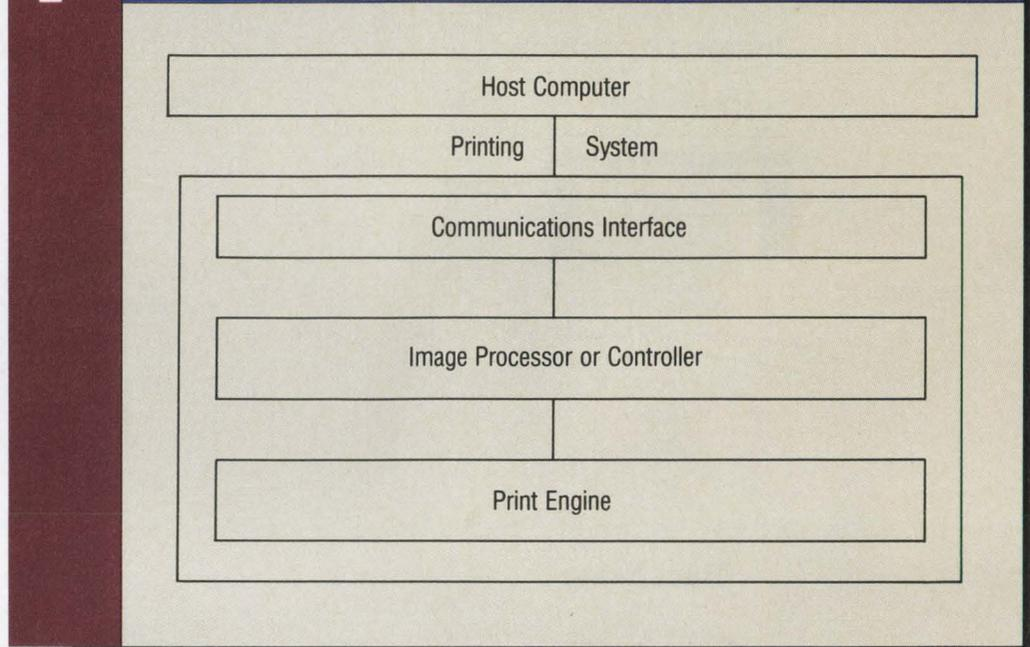 Host Computer
Printing System
Communications Interface
Image Processor or Controller
Print Engine